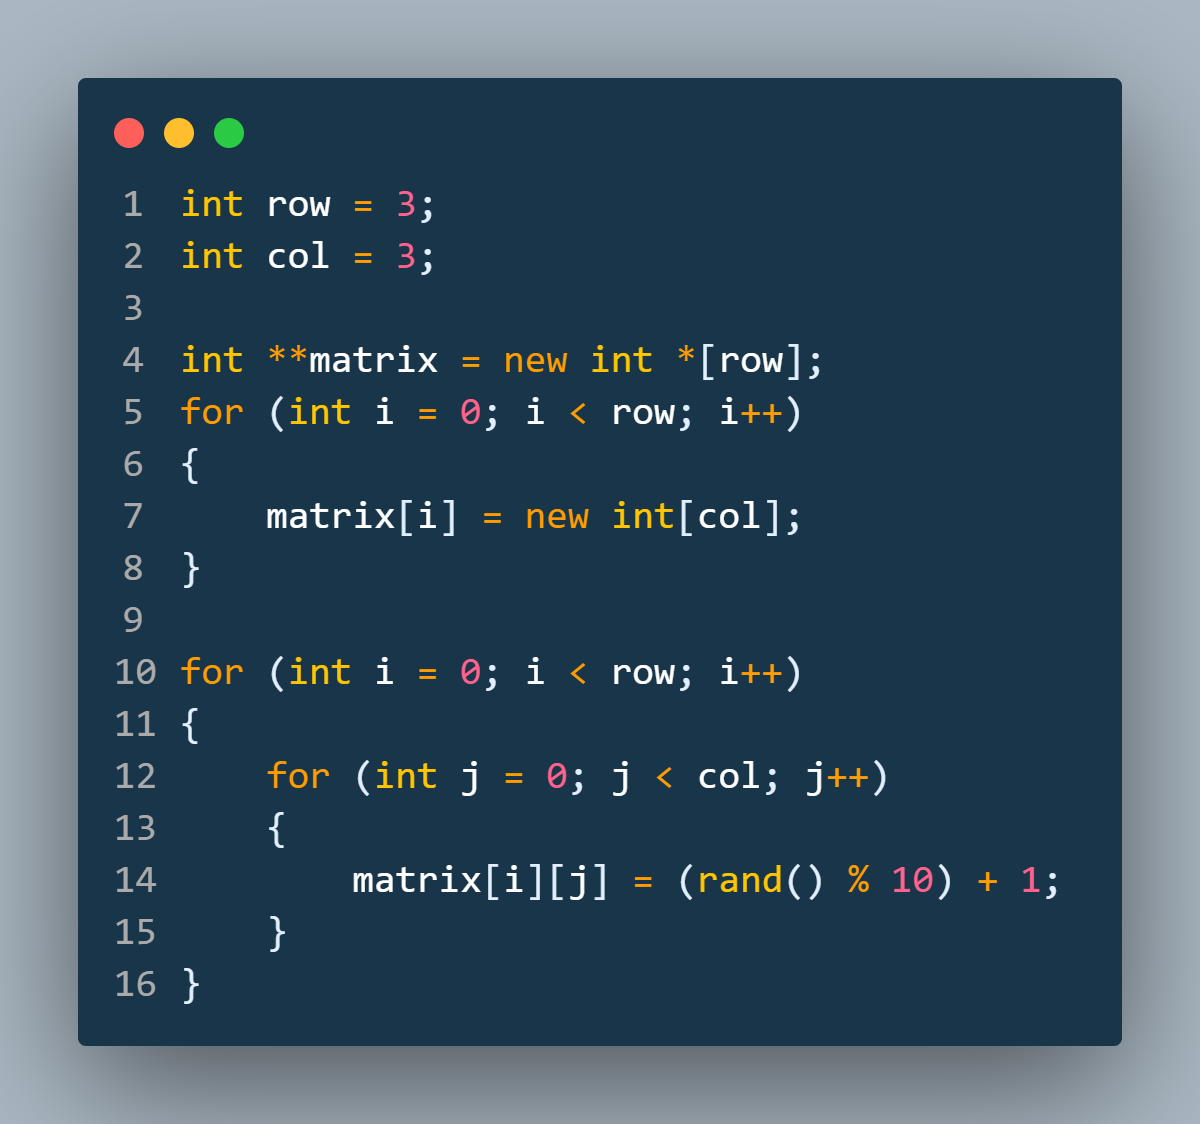 1 int row = 3;
2 int col = 3;
3
4 int **matrix = new int *[row];
5 for (int i = 0; i < row; i++)
6 {
7     matrix[i] = new int[col];
8 }
9
10 for (int i = 0; i < row; i++)
11 {
12     for (int j = 0; j < col; j++)
13     {
14         matrix[i][j] = (rand() % 10) + 1;
15     }
16 }